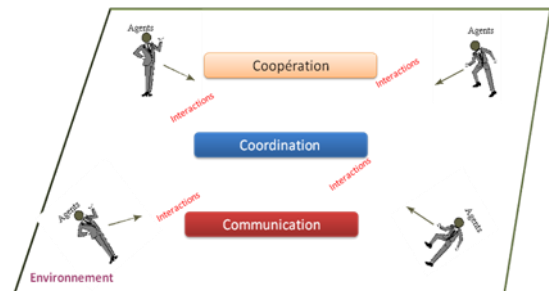 Agents
Agents
Coopération
Interactions
Interactions
Coordination
Interactions
Interactions
Agents
Agents
Communication
Environnement